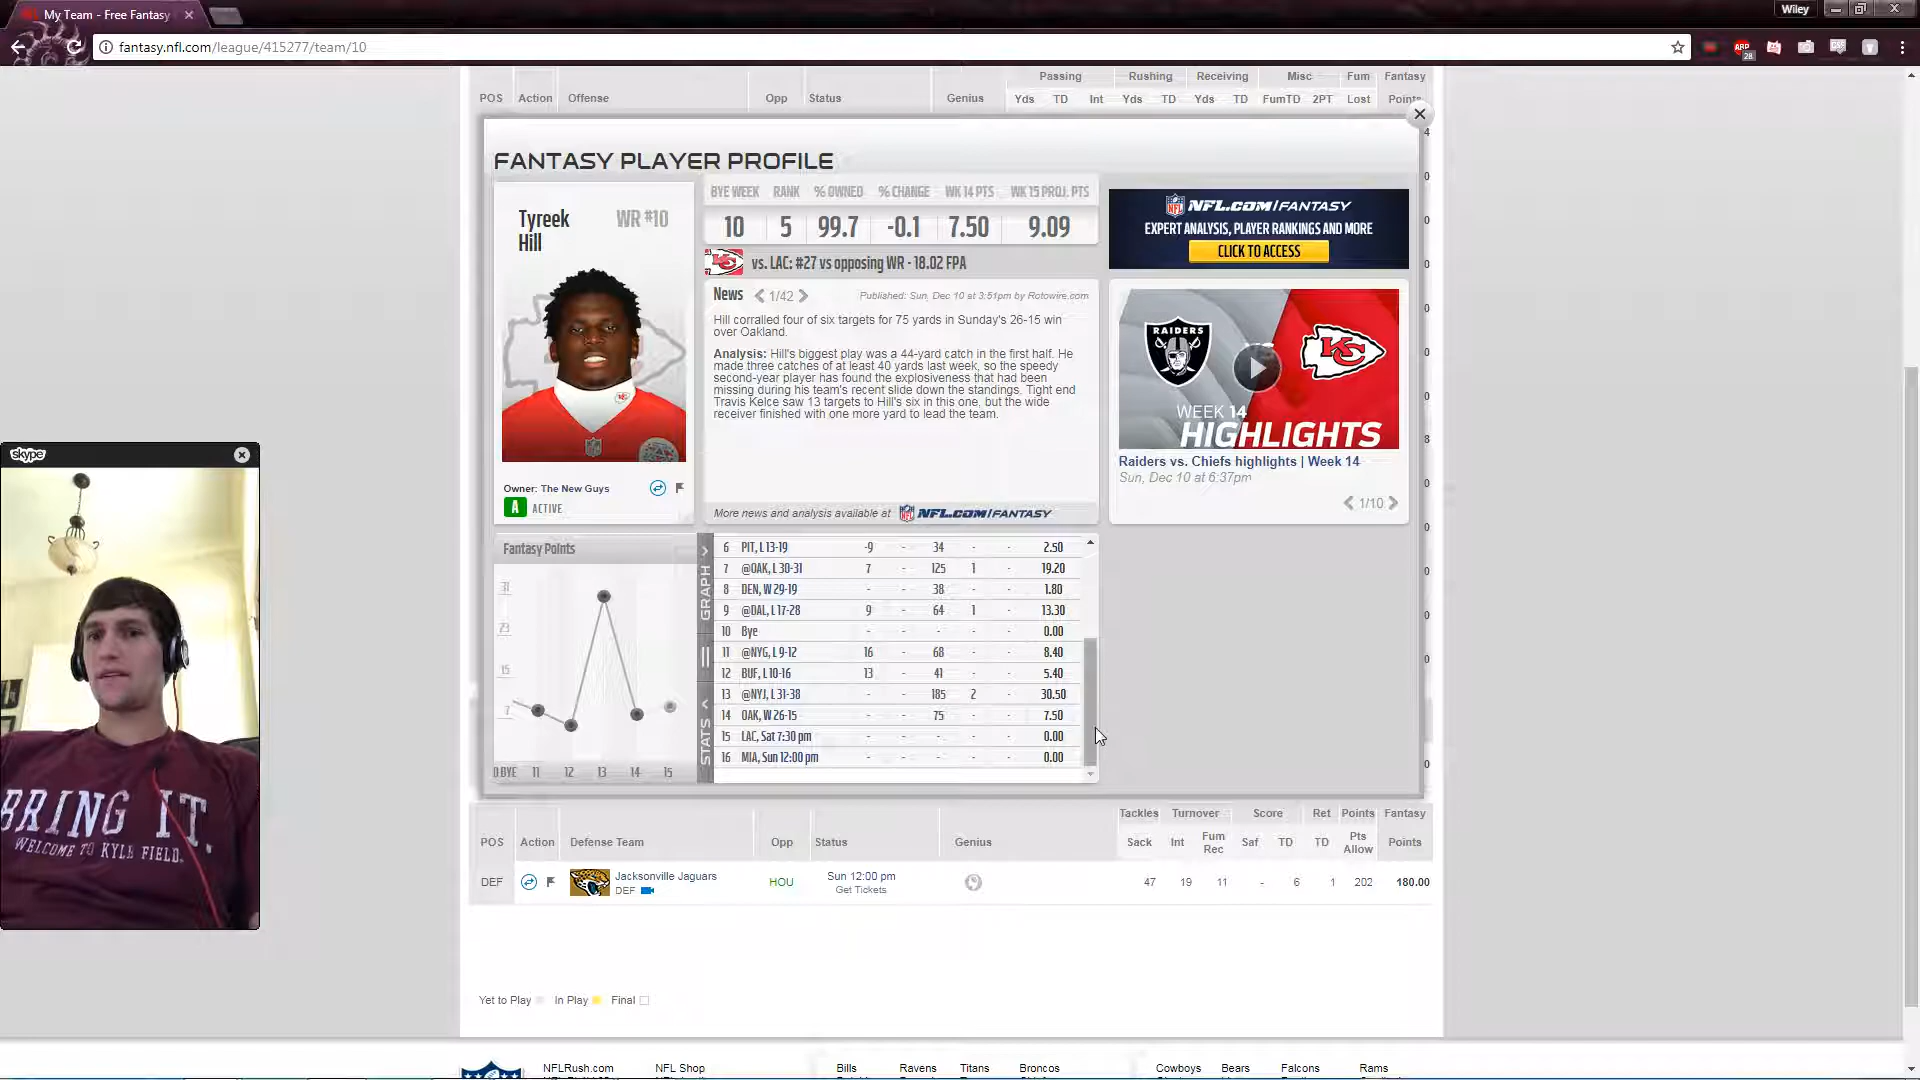 My Team - Free Fantasy
Wiley
fantasy.nfl.com/league/415277/team/10
ABP
28
Passing Rushing Receiving Misc Fum Fantasy
POS Action Offense Opp Status Genius Yds TD Int Yds TD Yds TD FumTD 2PT Lost Points
FANTASY PLAYER PROFILE
Tyreek Hill
WR #10
BYE WEEK RANK % OWNED % CHANGE WK 14 PTS WK 15 PROJ. PTS
10 5 99.7 -0.1 7.50 9.09
vs. LAC: #27 vs opposing WR - 18.02 FPA
NFL.COM/FANTASY
EXPERT ANALYSIS, PLAYER RANKINGS AND MORE
CLICK TO ACCESS
News 1/42 Published: Sun, Dec 10 at 3:51pm by Rotowire.com
Hill corralled four of six targets for 75 yards in Sunday's 26-15 win
over Oakland.
Analysis: Hill's biggest play was a 44-yard catch in the first half. He
made three catches of at least 40 yards last week, so the speedy
second-year player has found the explosiveness that had been
missing during his team's recent slide down the standings. Tight end
Travis Kelce saw 13 targets to Hill's six in this one, but the wide
receiver finished with one more yard to lead the team.
More news and analysis available at NFL.COM/FANTASY
RAIDERS
KC
WEEK 14
HIGHLIGHTS
Raiders vs. Chiefs highlights | Week 14
Sun, Dec 10 at 6:37pm
1/10
Owner: The New Guys
A ACTIVE
skype
Fantasy Points
31
23
15
7
BYE 11 12 13 14 15
GRAPH
STATS
6 PIT, L 13-19 -9 - 34 - - 2.50
7 @OAK, L 30-31 7 - 125 1 - 19.20
8 DEN, W 29-19 - - 38 - - 1.80
9 @DAL, L 17-28 9 - 64 1 - 13.30
10 Bye - - - - - 0.00
11 @NYG, L 9-12 16 - 68 - - 8.40
12 BUF, L 10-16 13 - 41 - - 5.40
13 @NYJ, L 31-38 - - 185 2 - 30.50
14 OAK, W 26-15 - - 75 - - 7.50
15 LAC, Sat 7:30 pm - - - - - 0.00
16 MIA, Sun 12:00 pm - - - - - 0.00
BRING IT.
WELCOME TO KYLE FIELD.
Tackles Turnover Score Ret Points Fantasy
POS Action Defense Team Opp Status Genius Sack Int Fum Rec Saf TD TD Pts Allow Points
DEF Jacksonville Jaguars DEF HOU Sun 12:00 pm Get Tickets 47 19 11 - 6 1 202 180.00
Yet to Play In Play Final
NFLRush.com NFL Shop Bills Ravens Titans Broncos Cowboys Bears Falcons Rams